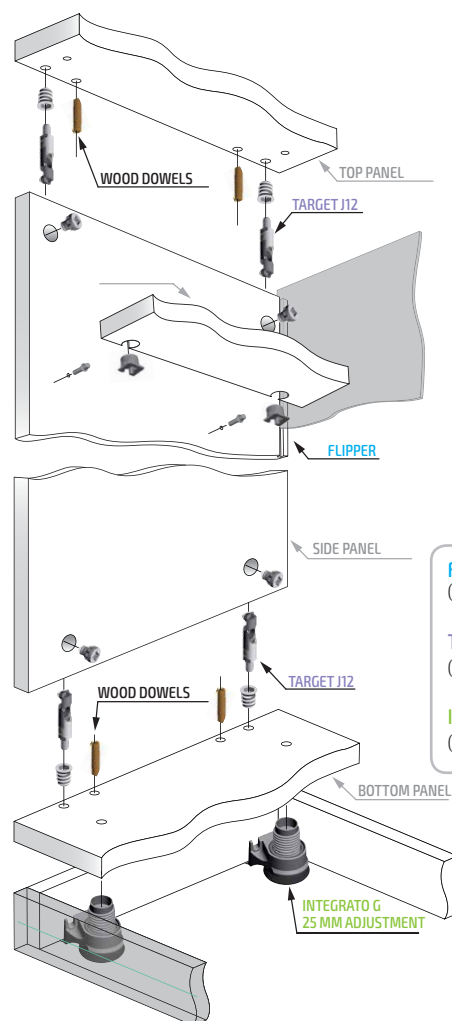 WOOD DOWELS
TOP PANEL
TARGET J12
FLIPPER
SIDE PANEL
F
(
T
(
I
(
TARGET J12
WOOD DOWELS
BOTTOM PANEL
INTEGRATO G
25 MM ADJUSTMENT